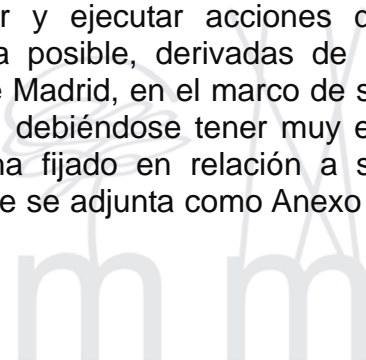 r y ejecutar acciones
a posible, derivadas de
e Madrid, en el marco de s
debiéndose tener muy e
na fijado en relación a s
e se adjunta como Anexo
m m